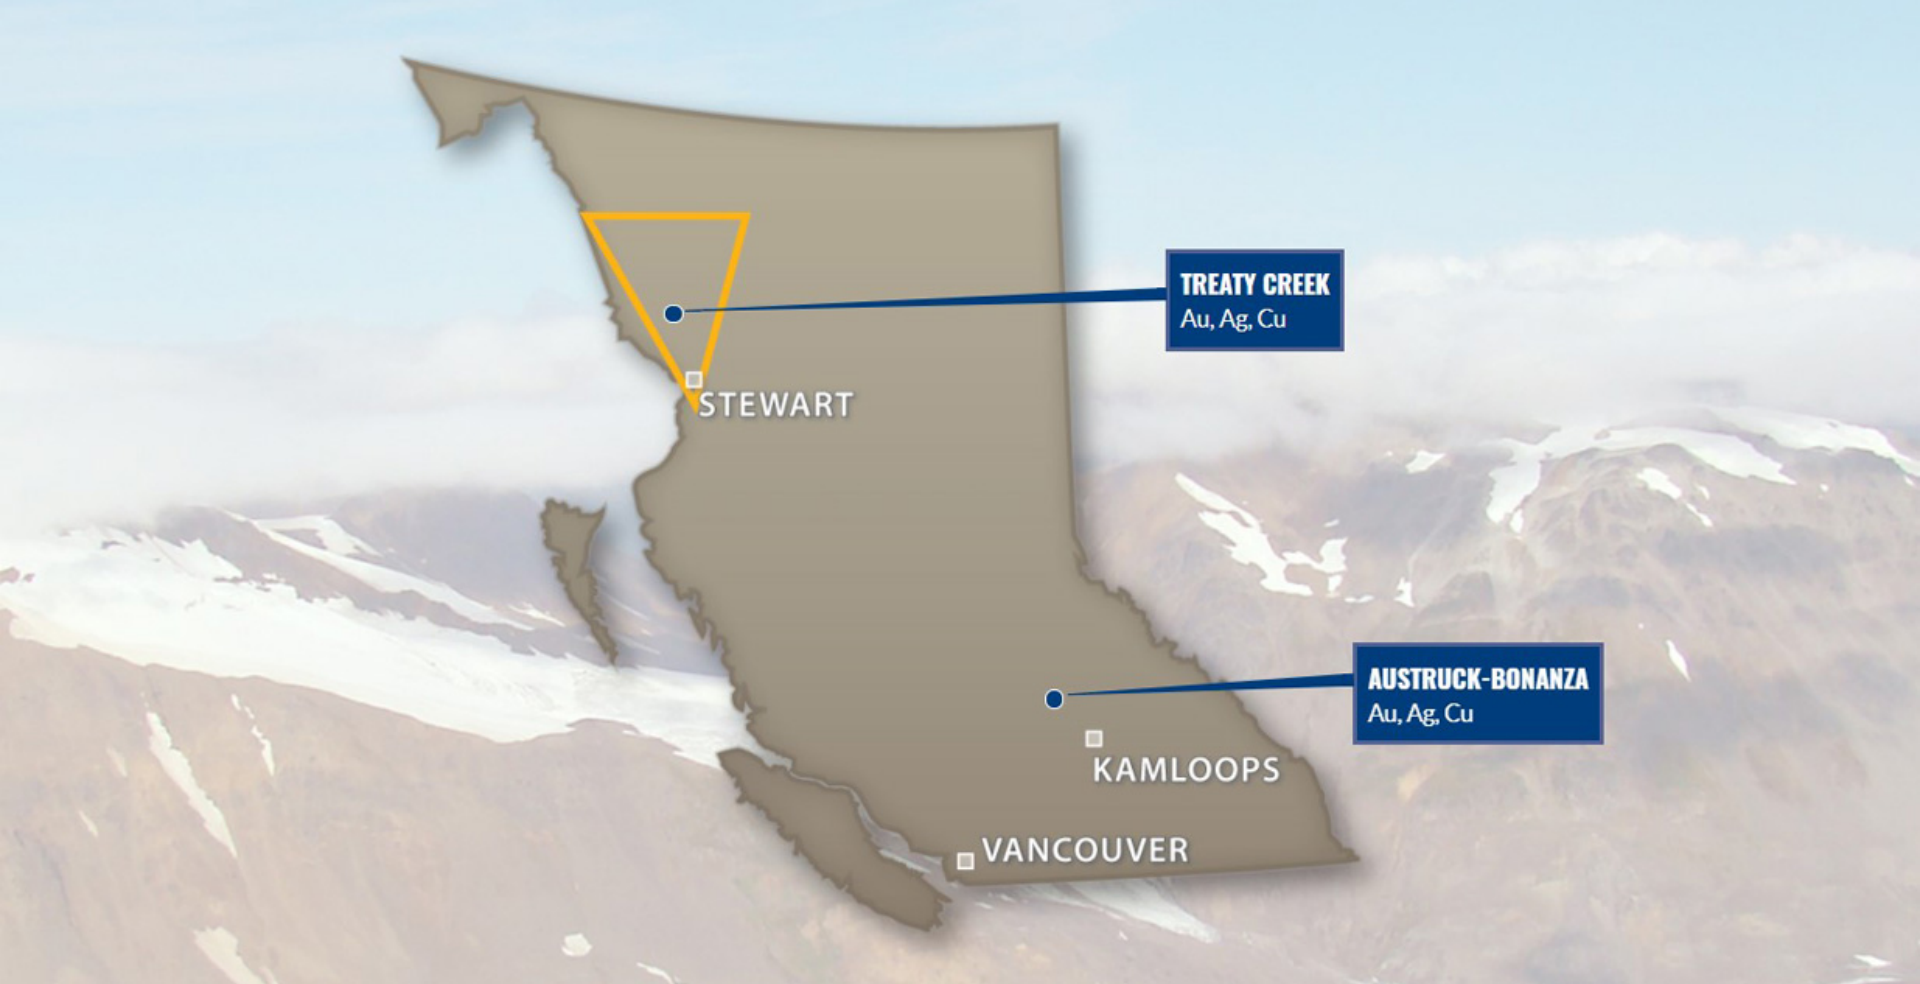 TREATY CREEK
Au, Ag, Cu
STEWART
AUSTRUCK-BONANZA
Au, Ag, Cu
KAMLOOPS
VANCOUVER